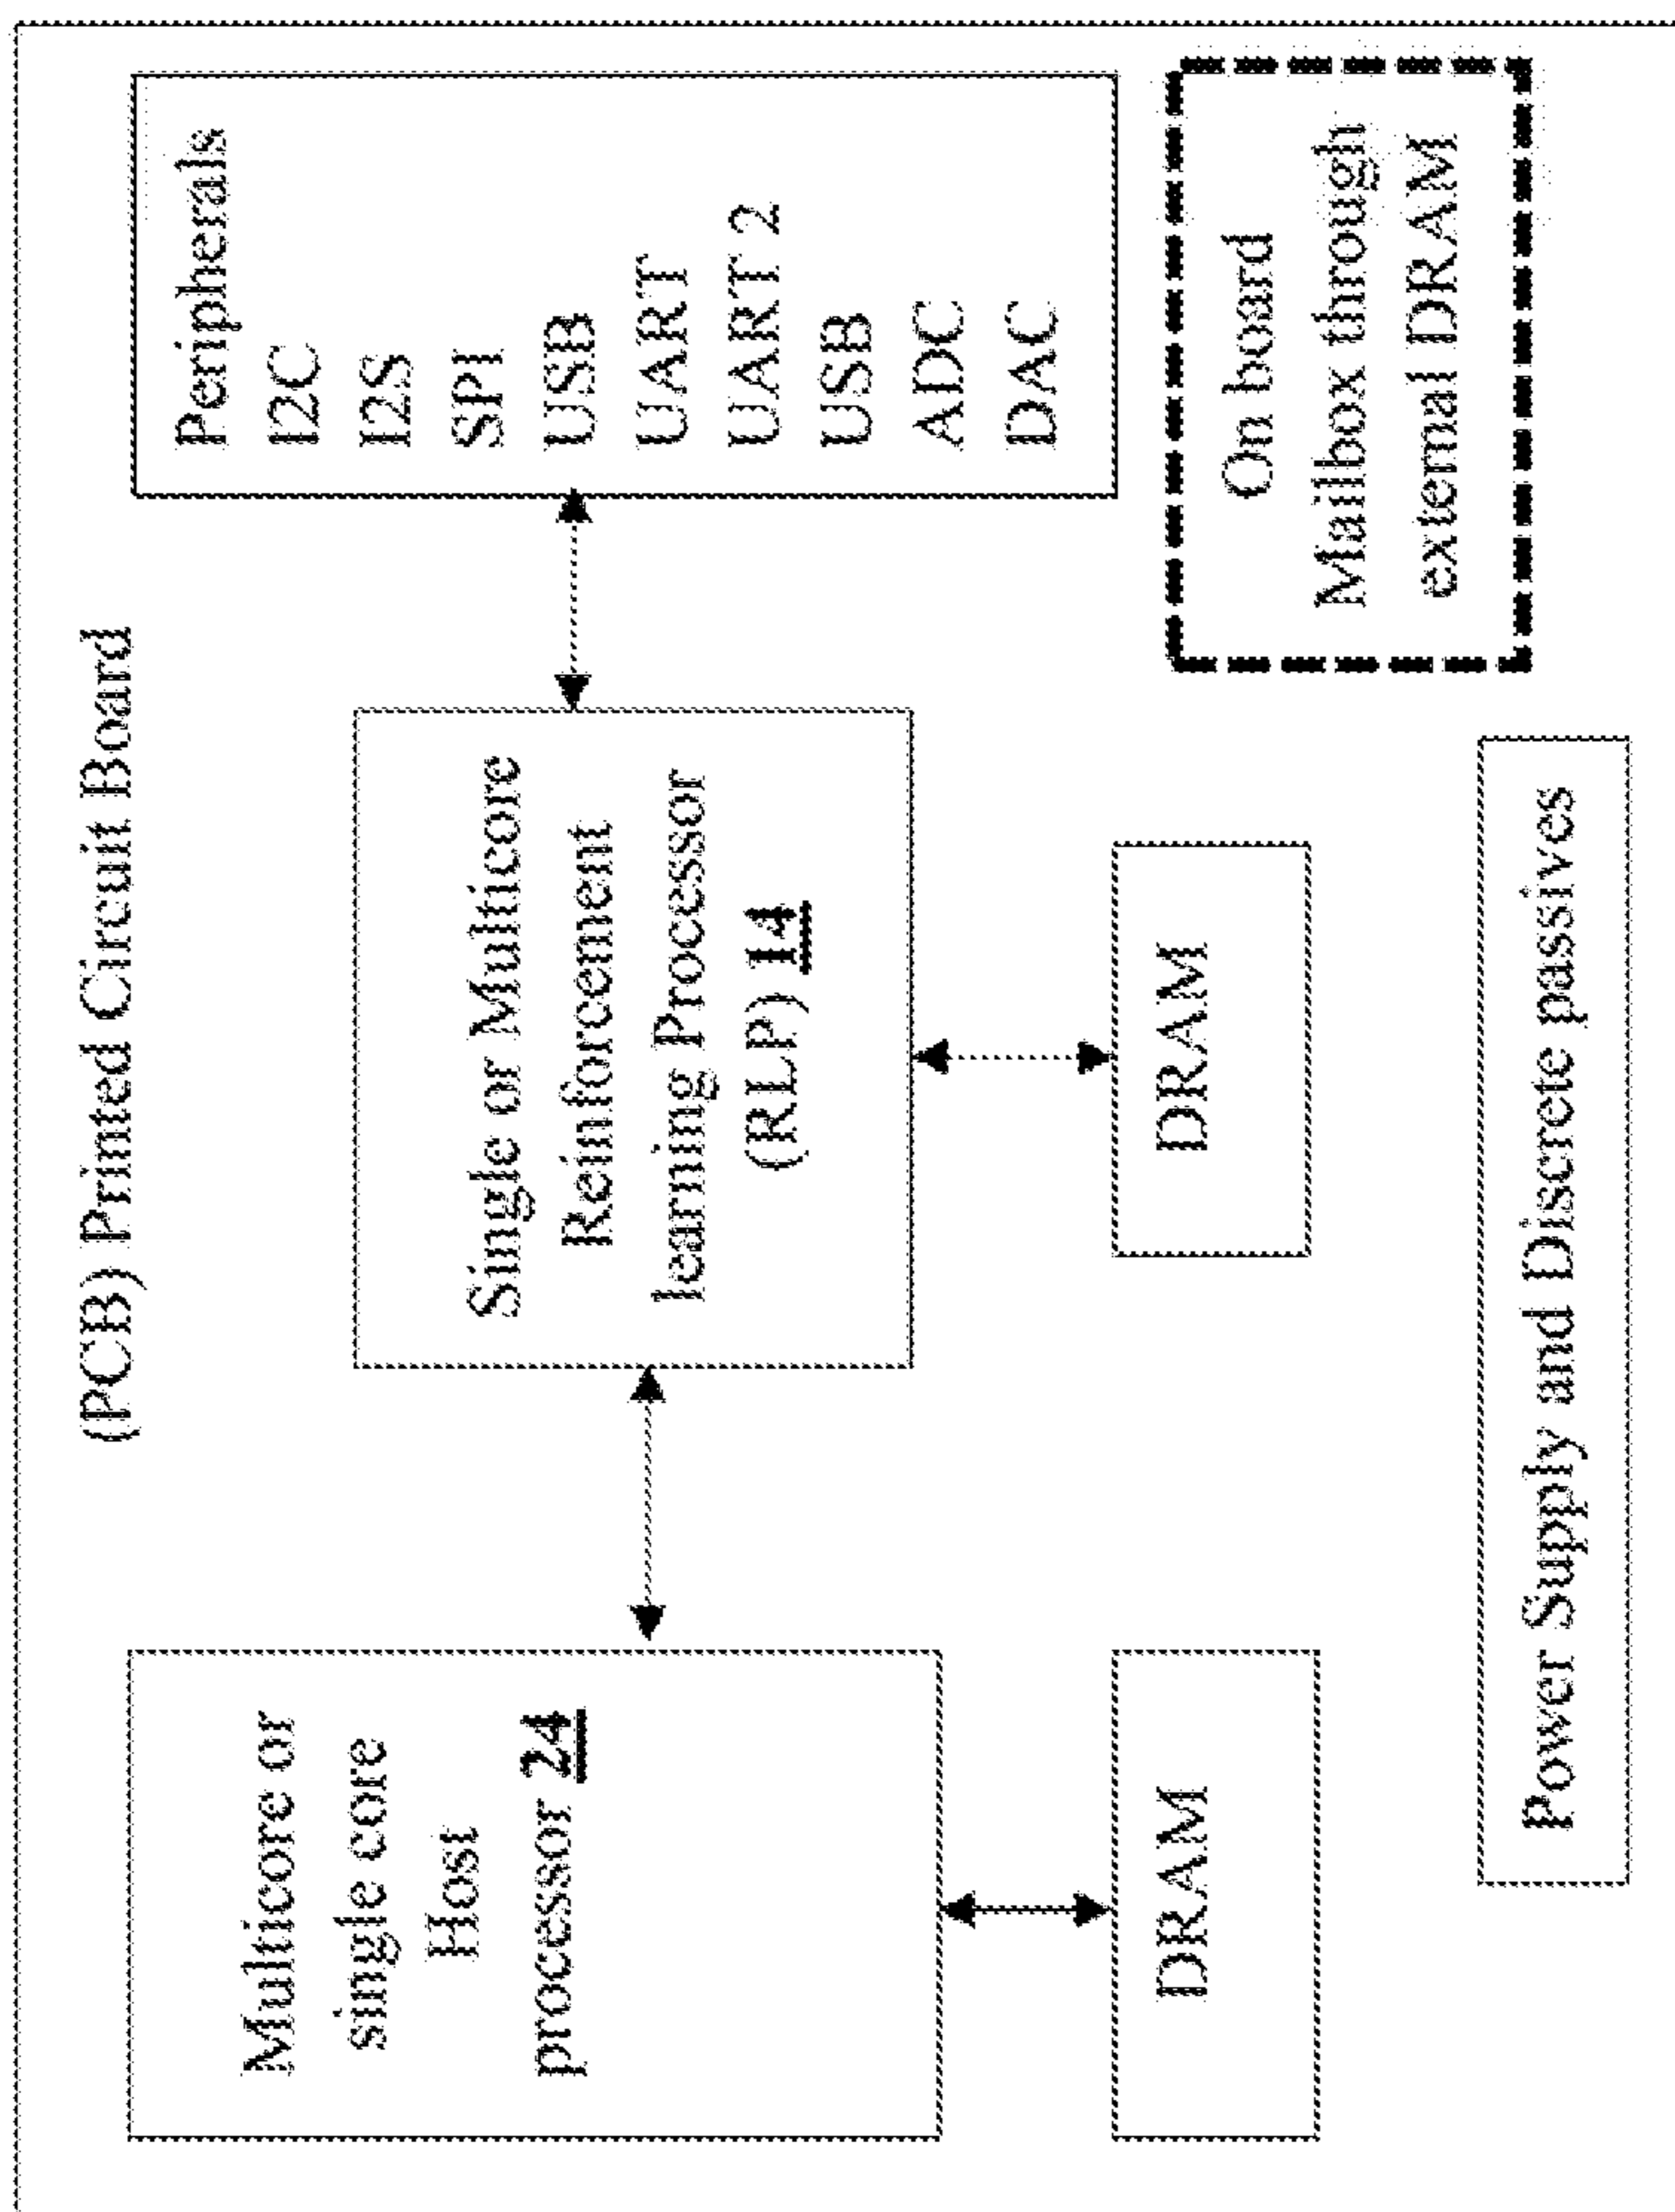 (PCB) Printed Circuit Board
Multicore or
single core
Host
processor 24
Single or Multicore
Reinforcement
learning Processor
(RLP) 14
Peripherals
I2C
I2S
SPI
USB
UART
UART 2
USB
ADC
DAC
DRAM
DRAM
On board
Mailbox through
external DRAM
Power Supply and Discrete passives